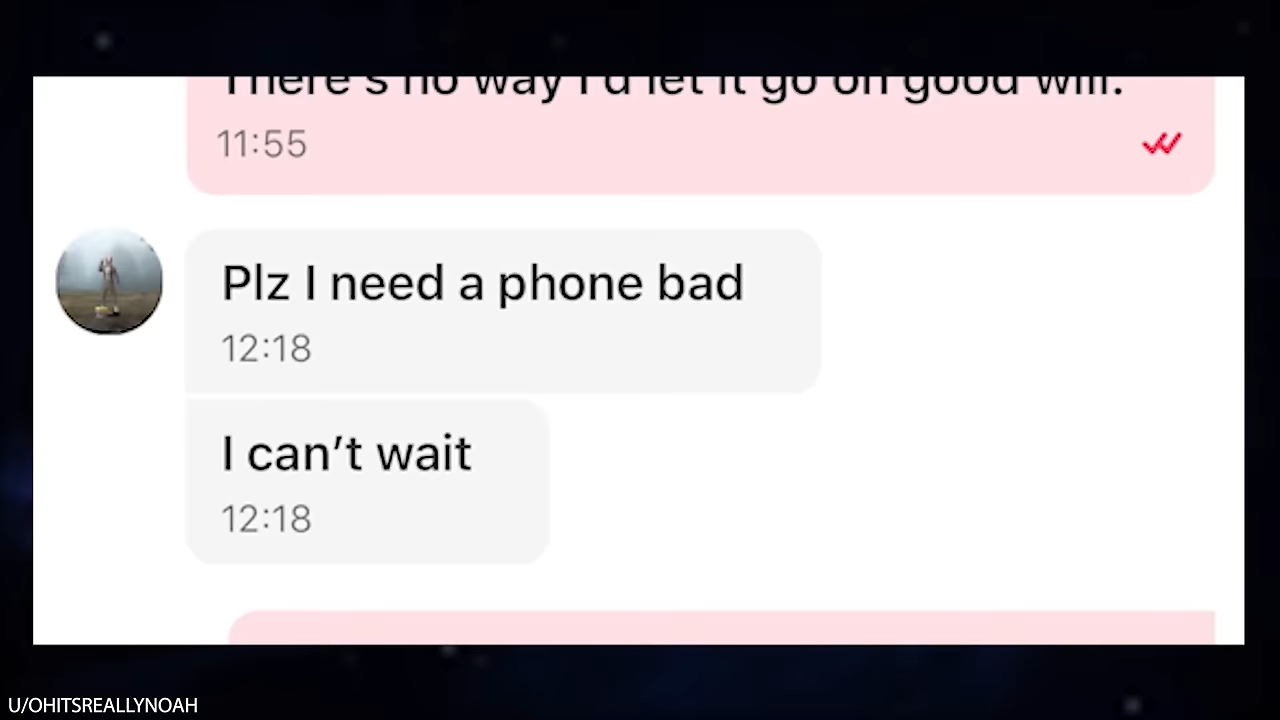 There's no way I'd let it go on good will.
11:55
Plz I need a phone bad
12:18
I can't wait
12:18
U/OHITSREALLYNOAH